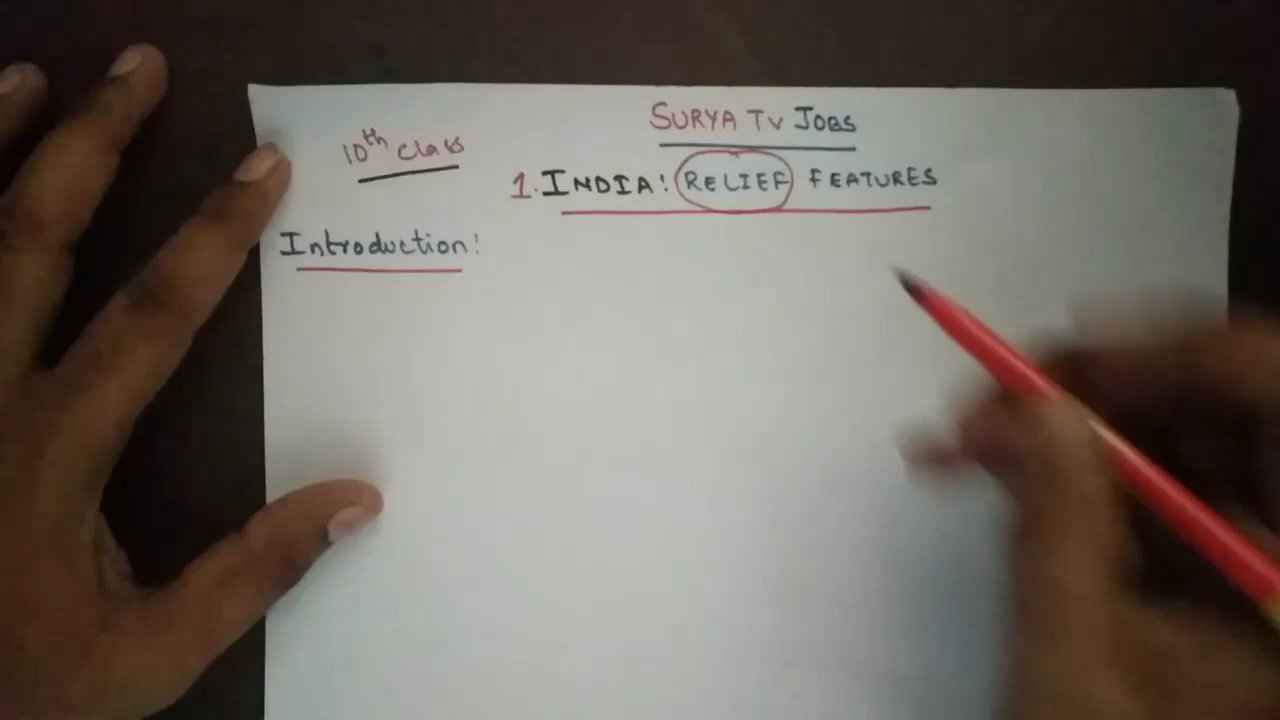 SURYA TV JOBS
10th class
1. INDIA: RELIEF FEATURES
Introduction: